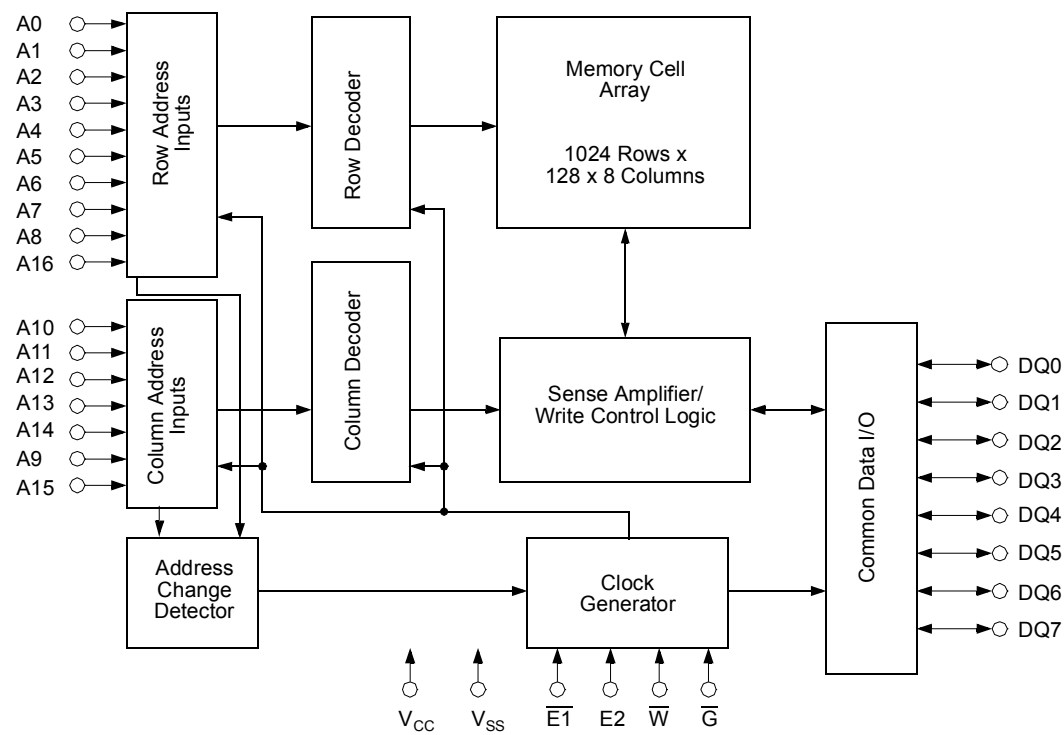 A0
A1
A2
A3
A4
A5
A6
A7
A8
A16
Row Address
Inputs
Row Decoder
Memory Cell
Array
1024 Rows x
128 x 8 Columns
A10
A11
A12
A13
A14
A9
A15
Column Address
Inputs
Column Decoder
Sense Amplifier/
Write Control Logic
Common Data I/O
DQ0
DQ1
DQ2
DQ3
DQ4
DQ5
DQ6
DQ7
Address
Change
Detector
Clock
Generator
VCC
VSS
E1
E2
W
G